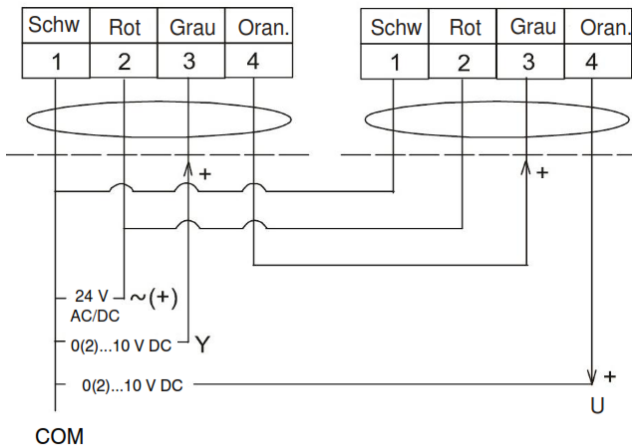 Schw Rot Grau Oran. Schw Rot Grau Oran.
1 2 3 4 1 2 3 4
+ +
24 V ~(+)
AC/DC
0(2)...10 V DC Y
0(2)...10 V DC +
U
COM